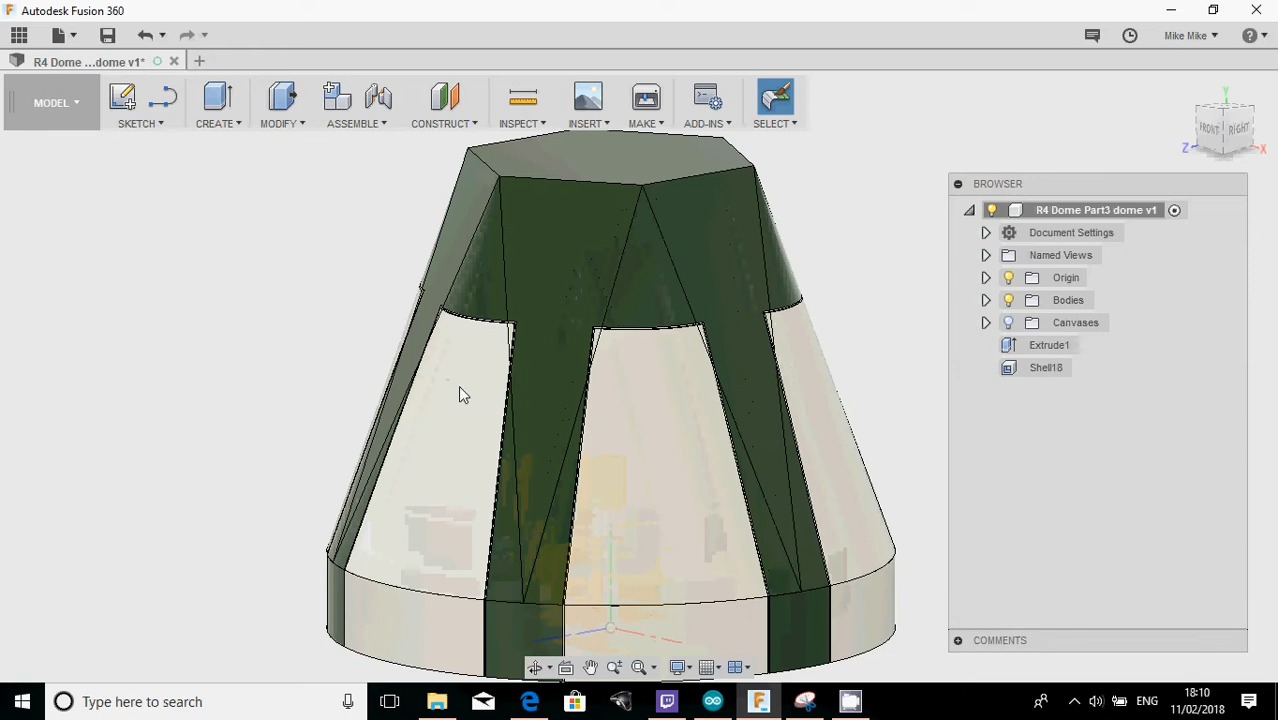 Autodesk Fusion 360
Mike Mike
R4 Dome ...dome v1*
MODEL
SKETCH
CREATE
MODIFY
ASSEMBLE
CONSTRUCT
INSPECT
INSERT
MAKE
ADD-INS
SELECT
Y
FRONT
RIGHT
Z
X
BROWSER
R4 Dome Part3 dome v1
Document Settings
Named Views
Origin
Bodies
Canvases
Extrude1
Shell18
COMMENTS
Type here to search
ENG
18:10
11/02/2018